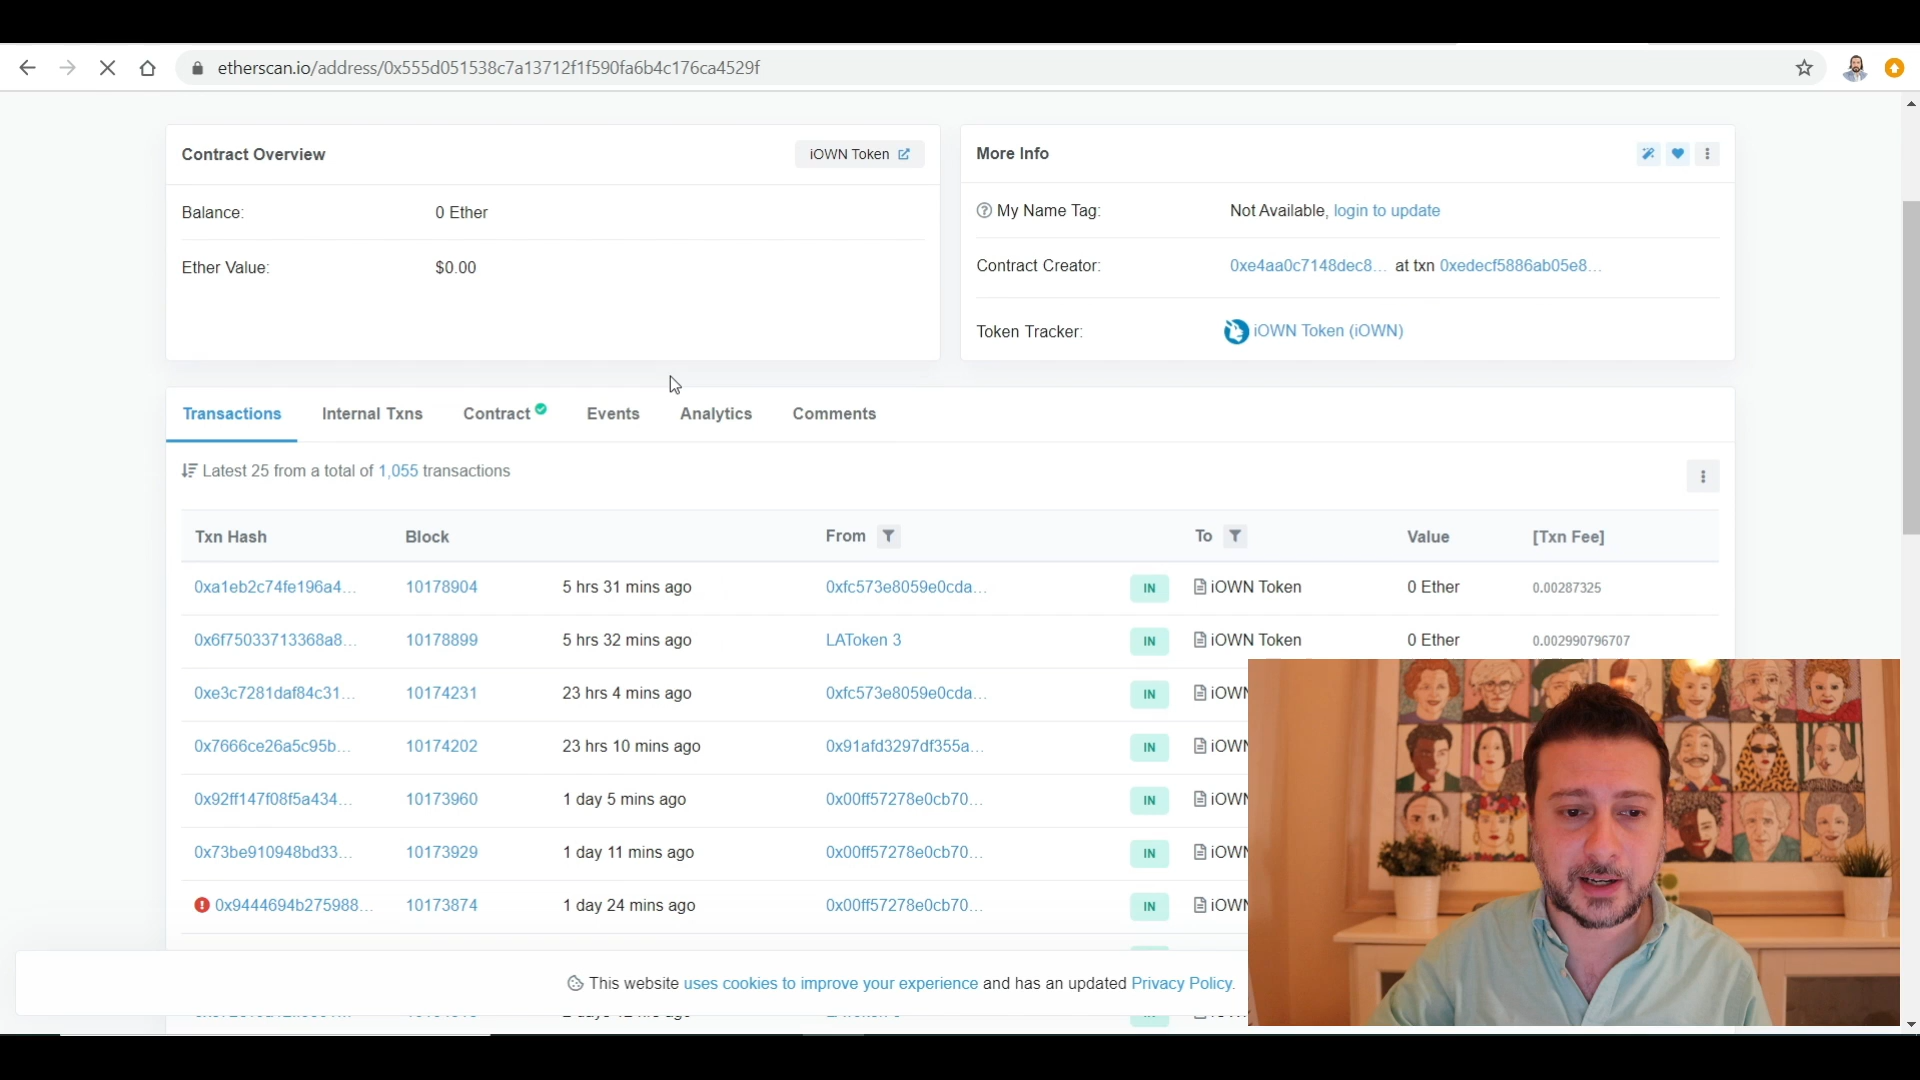 etherscan.io/address/0x555d051538c7a13712f1f590fa6b4c176ca4529f
Contract Overview
iOWN Token
Balance: 0 Ether
Ether Value: $0.00
More Info
My Name Tag: Not Available, login to update
Contract Creator: 0xe4aa0c7148dec8... at txn 0xedecf5886ab05e8...
Token Tracker: iOWN Token (iOWN)
Transactions Internal Txns Contract Events Analytics Comments
Latest 25 from a total of 1,055 transactions
Txn Hash Block From To Value [Txn Fee]
0xa1eb2c74fe196a4... 10178904 5 hrs 31 mins ago 0xfc573e8059e0cda... IN iOWN Token 0 Ether 0.00287325
0x6f75033713368a8... 10178899 5 hrs 32 mins ago LAToken 3 IN iOWN Token 0 Ether 0.002990796707
0xe3c7281daf84c31... 10174231 23 hrs 4 mins ago 0xfc573e8059e0cda... IN iOWN
0x7666ce26a5c95b... 10174202 23 hrs 10 mins ago 0x91afd3297df355a... IN iOWN
0x92ff147f08f5a434... 10173960 1 day 5 mins ago 0x00ff57278e0cb70... IN iOWN
0x73be910948bd33... 10173929 1 day 11 mins ago 0x00ff57278e0cb70... IN iOWN
0x9444694b275988... 10173874 1 day 24 mins ago 0x00ff57278e0cb70... IN iOWN
This website uses cookies to improve your experience and has an updated Privacy Policy.